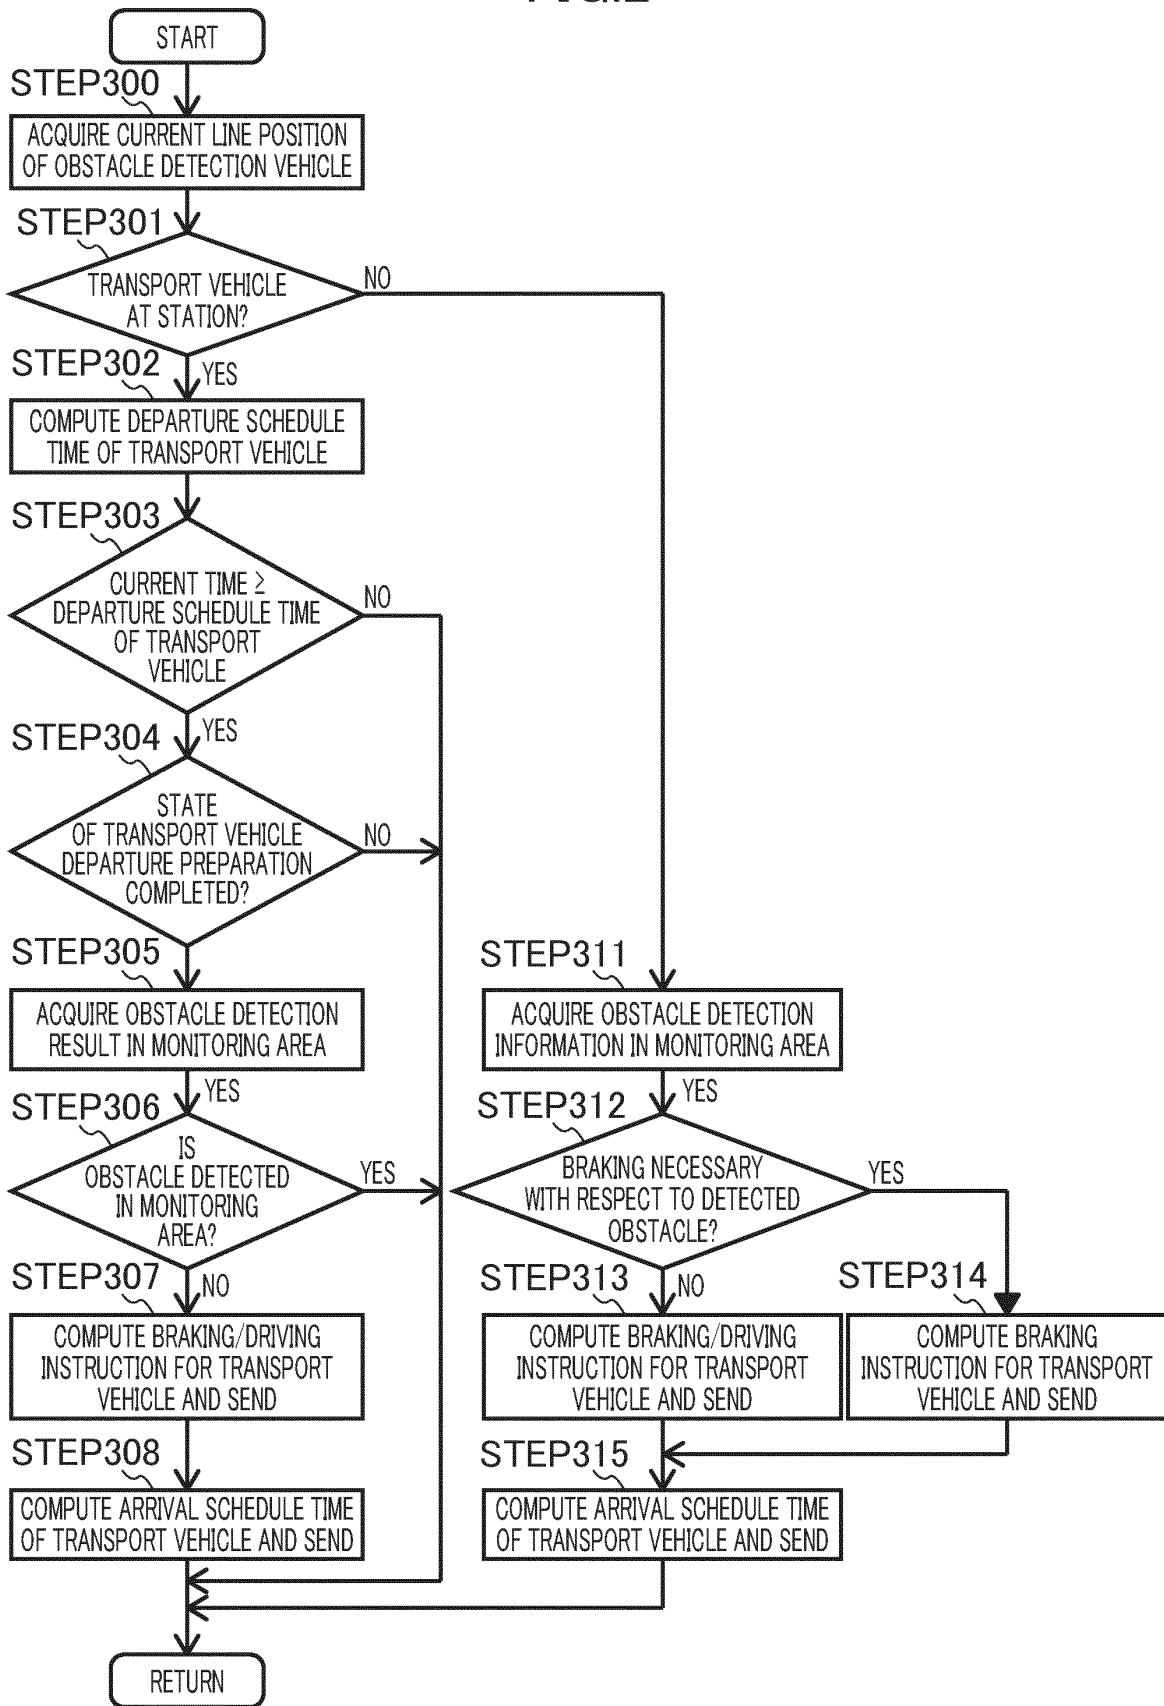 START
STEP300
ACQUIRE CURRENT LINE POSITION
OF OBSTACLE DETECTION VEHICLE
STEP301
TRANSPORT VEHICLE
AT STATION?
NO
YES
STEP302
COMPUTE DEPARTURE SCHEDULE
TIME OF TRANSPORT VEHICLE
STEP303
CURRENT TIME ≥
DEPARTURE SCHEDULE TIME
OF TRANSPORT
VEHICLE
NO
YES
STEP304
STATE
OF TRANSPORT VEHICLE
DEPARTURE PREPARATION
COMPLETED?
NO
STEP305
ACQUIRE OBSTACLE DETECTION
RESULT IN MONITORING AREA
YES
STEP306
IS
OBSTACLE DETECTED
IN MONITORING
AREA?
YES
NO
STEP307
COMPUTE BRAKING/DRIVING
INSTRUCTION FOR TRANSPORT
VEHICLE AND SEND
STEP308
COMPUTE ARRIVAL SCHEDULE TIME
OF TRANSPORT VEHICLE AND SEND
STEP311
ACQUIRE OBSTACLE DETECTION
INFORMATION IN MONITORING AREA
YES
STEP312
BRAKING NECESSARY
WITH RESPECT TO DETECTED
OBSTACLE?
YES
NO
STEP313
COMPUTE BRAKING/DRIVING
INSTRUCTION FOR TRANSPORT
VEHICLE AND SEND
STEP314
COMPUTE BRAKING
INSTRUCTION FOR TRANSPORT
VEHICLE AND SEND
STEP315
COMPUTE ARRIVAL SCHEDULE TIME
OF TRANSPORT VEHICLE AND SEND
RETURN